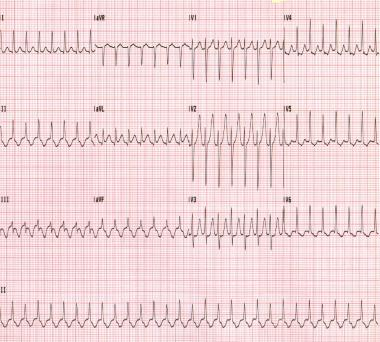 I aVR V1 V4
II aVL V2 V5
III aVF V3 V6
II